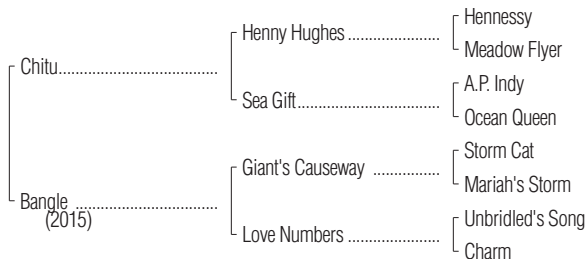 Hennessy
Henny Hughes ......................
Meadow Flyer
Chitu.....................................................
A.P. Indy
Sea Gift.....................................
Ocean Queen
Storm Cat
Giant's Causeway ................
Mariah's Storm
Bangle ................................................
(2015)
Unbridled's Song
Love Numbers ......................
Charm